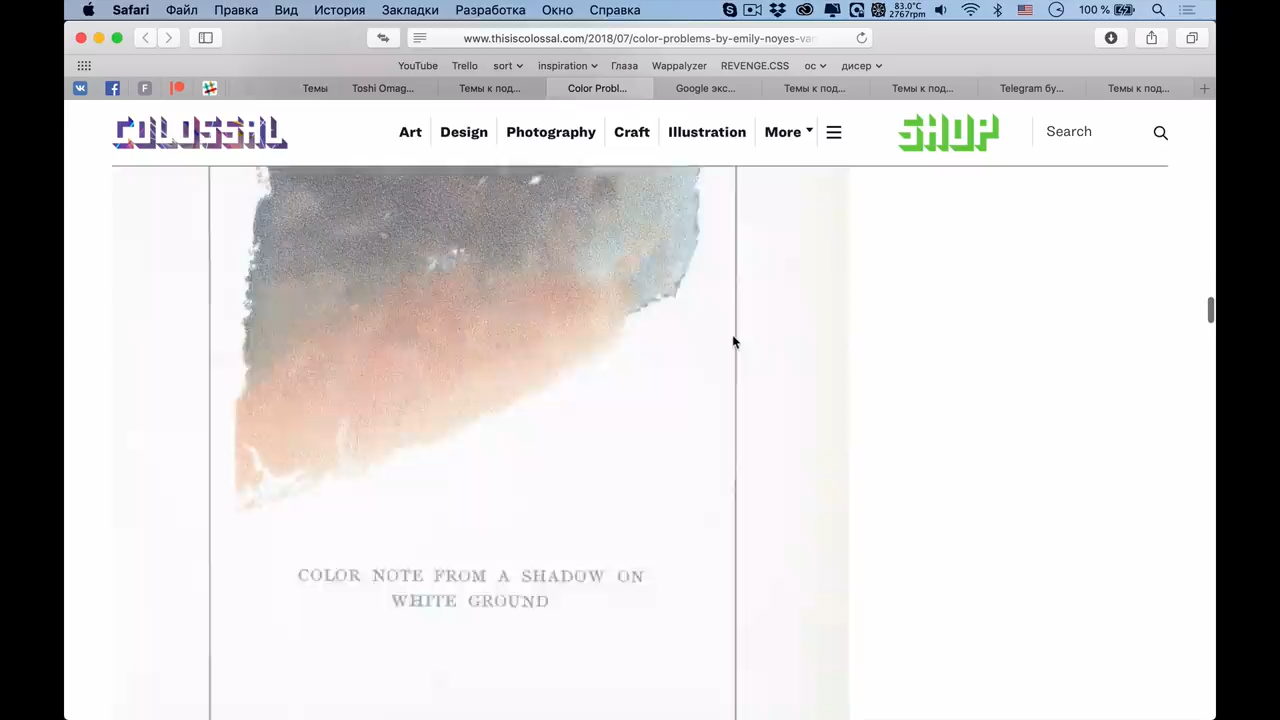 Safari Файл Правка Вид История Закладки Разработка Окно Справка 83.0°C 2767rpm 100 %
www.thisiscolossal.com/2018/07/color-problems-by-emily-noyes-va
YouTube Trello sort inspiration Глаза Wappalyzer REVENGE.CSS ос дисер
F Темы Toshi Omag... Темы к под... Color Probl... Google экс... Темы к под... Темы к под... Telegram бу... Темы к под...
COLOSSAL Art Design Photography Craft Illustration More SHOP Search
COLOR NOTE FROM A SHADOW ON
WHITE GROUND